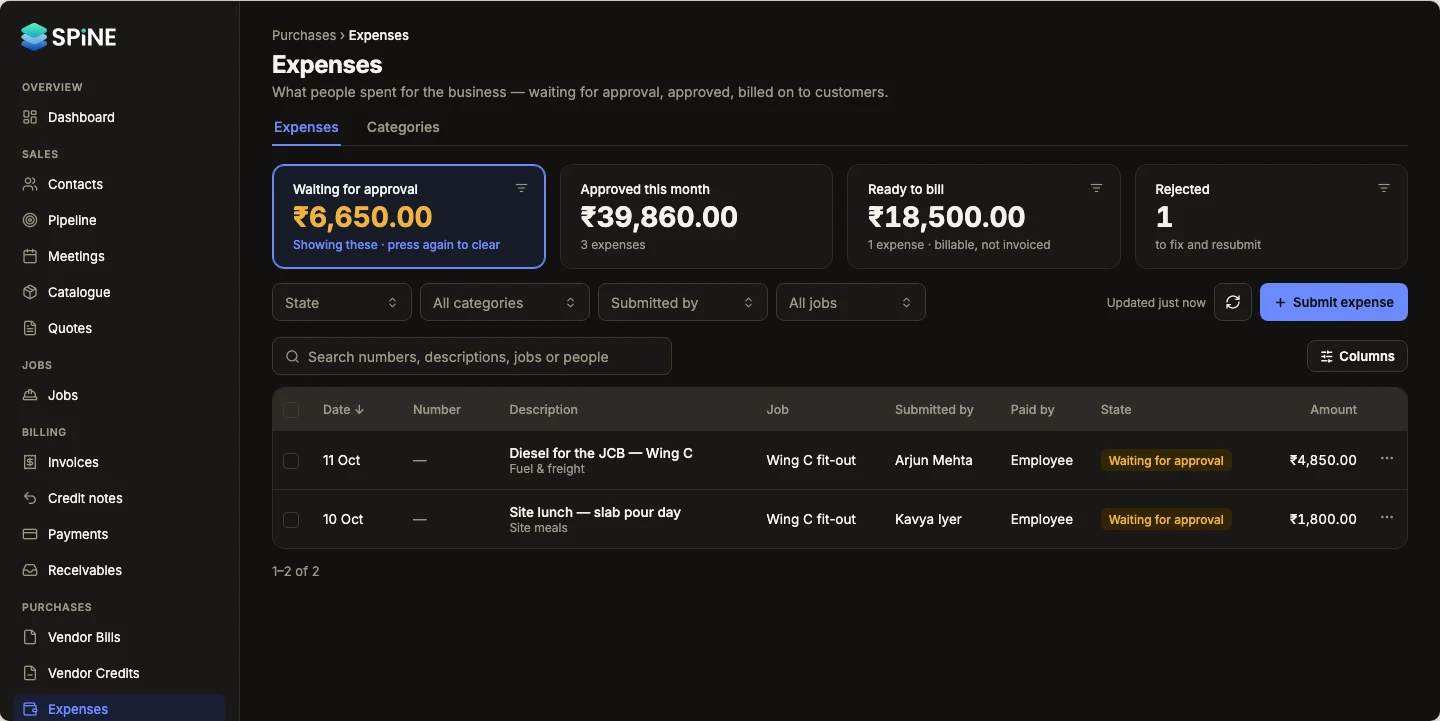 SPiNE
OVERVIEW
Dashboard
SALES
Contacts
Pipeline
Meetings
Catalogue
Quotes
JOBS
Jobs
BILLING
Invoices
Credit notes
Payments
Receivables
PURCHASES
Vendor Bills
Vendor Credits
Expenses
Purchases › Expenses
Expenses
What people spent for the business — waiting for approval, approved, billed on to customers.
Expenses Categories
Waiting for approval
₹6,650.00
Showing these · press again to clear
Approved this month
₹39,860.00
3 expenses
Ready to bill
₹18,500.00
1 expense · billable, not invoiced
Rejected
1
to fix and resubmit
State All categories Submitted by All jobs Updated just now + Submit expense
Search numbers, descriptions, jobs or people Columns
Date ↓ Number Description Job Submitted by Paid by State Amount
11 Oct — Diesel for the JCB — Wing C Wing C fit-out Arjun Mehta Employee Waiting for approval ₹4,850.00 ···
Fuel & freight
10 Oct — Site lunch — slab pour day Wing C fit-out Kavya Iyer Employee Waiting for approval ₹1,800.00 ···
Site meals
1–2 of 2